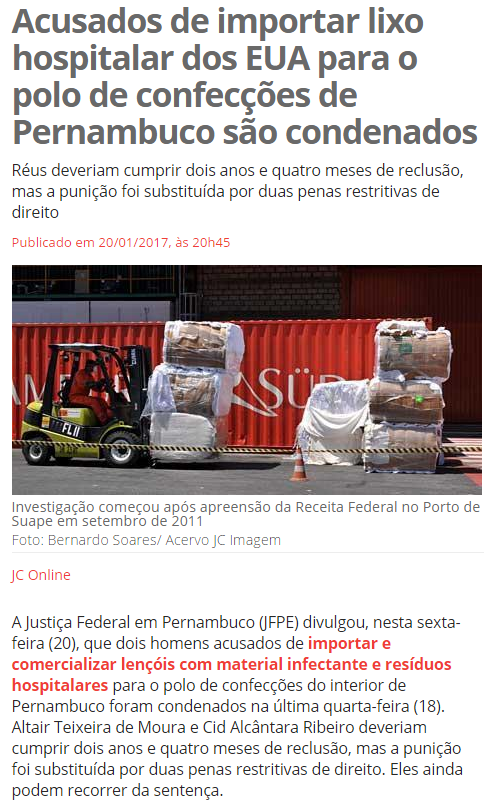 Acusados de importar lixo
hospitalar dos EUA para o
polo de confecções de
Pernambuco são condenados
Réus deveriam cumprir dois anos e quatro meses de reclusão,
mas a punição foi substituída por duas penas restritivas de
direito
Publicado em 20/01/2017, às 20h45
SÜD
FLH
Investigação começou após apreensão da Receita Federal no Porto de
Suape em setembro de 2011
Foto: Bernardo Soares/ Acervo JC Imagem
JC Online
A Justiça Federal em Pernambuco (JFPE) divulgou, nesta sexta-
feira (20), que dois homens acusados de importar e
comercializar lençóis com material infectante e resíduos
hospitalares para o polo de confecções do interior de
Pernambuco foram condenados na última quarta-feira (18).
Altair Teixeira de Moura e Cid Alcântara Ribeiro deveriam
cumprir dois anos e quatro meses de reclusão, mas a punição
foi substituída por duas penas restritivas de direito. Eles ainda
podem recorrer da sentença.